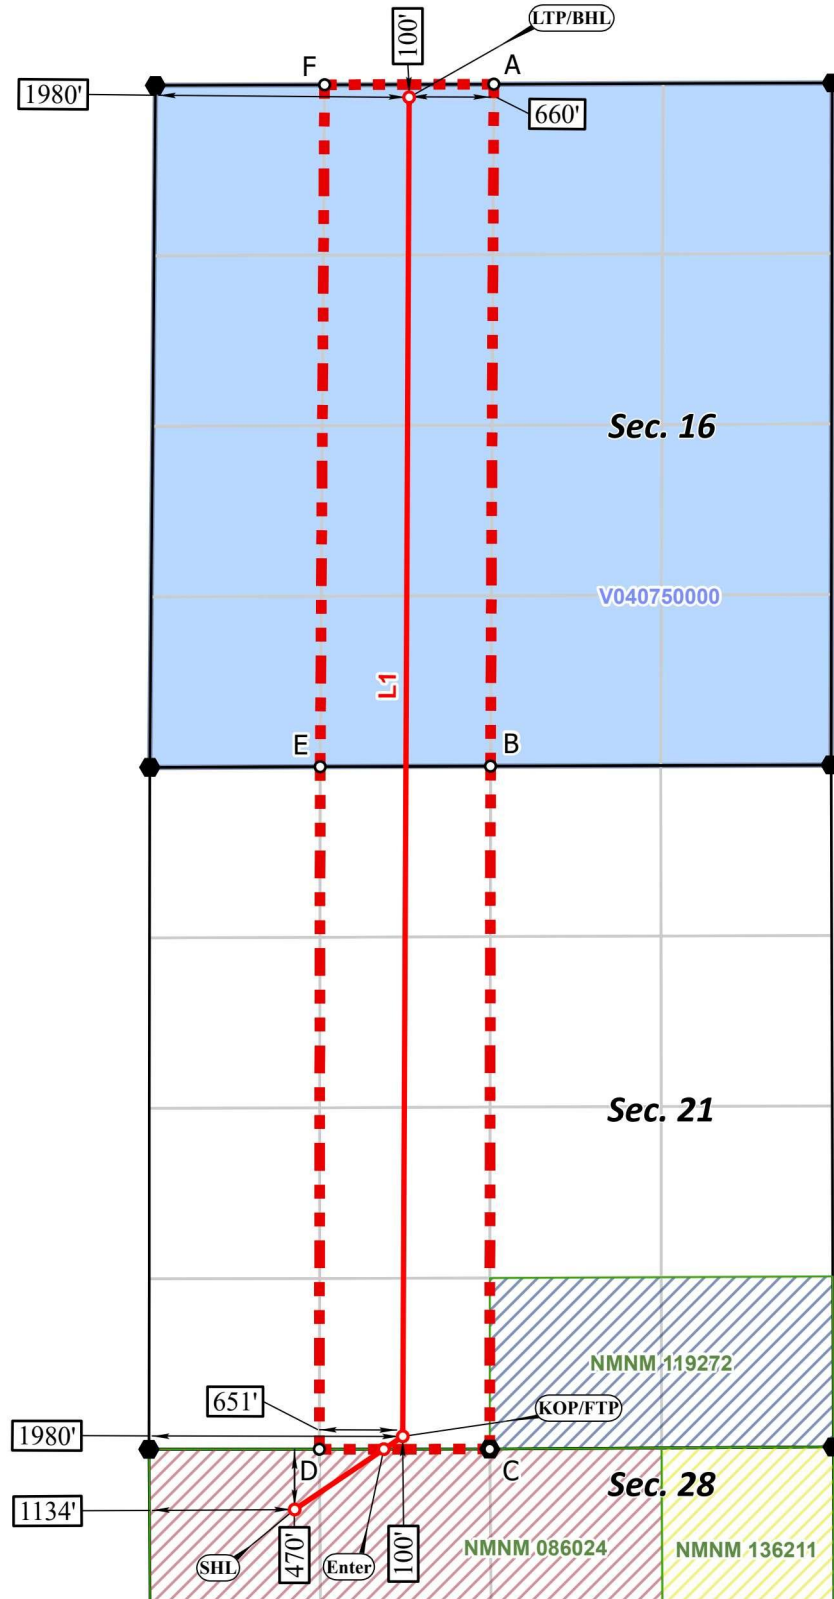 LTP/BHL
100'
F
A
1980'
660'
Sec. 16
V040750000
L1
E
B
Sec. 21
NMNM 119272
651'
KOP/FTP
1980'
D
C
Sec. 28
1134'
470'
100'
SHL
Enter
NMNM 086024
NMNM 136211